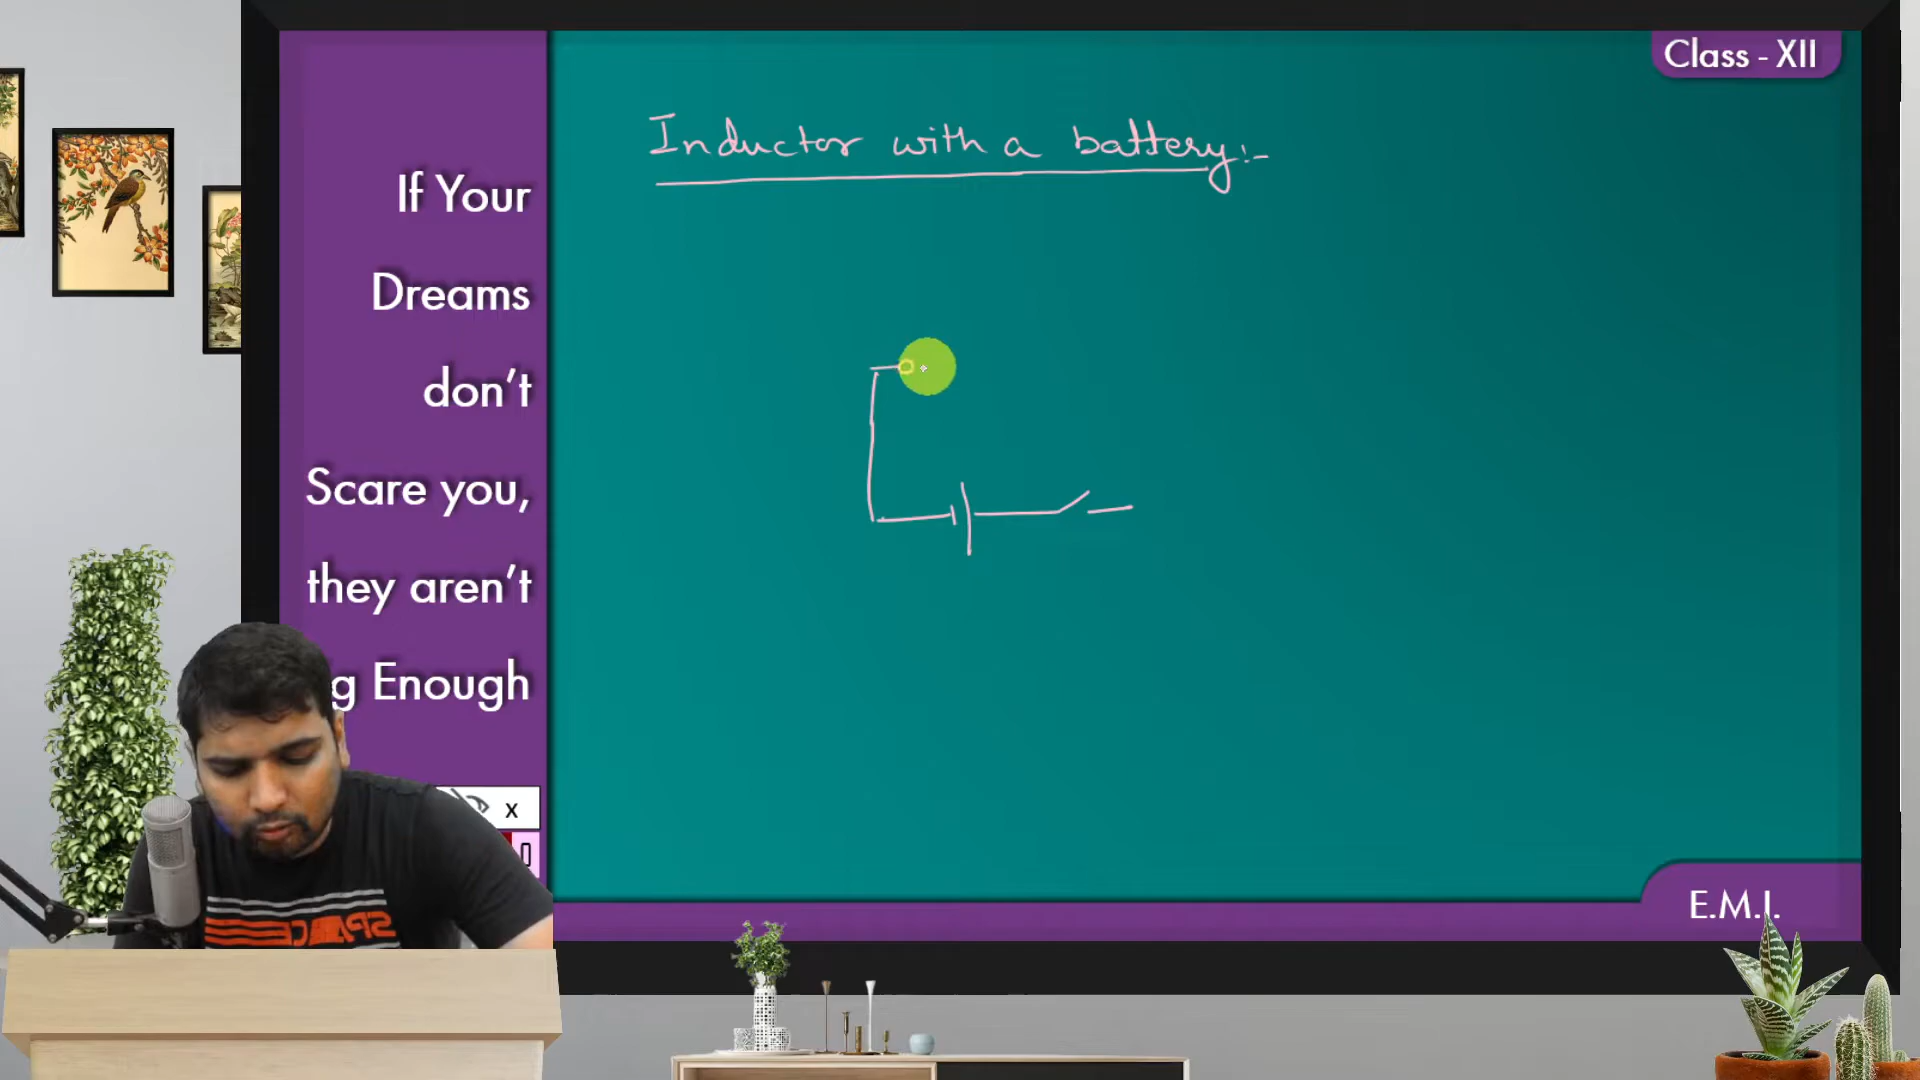 Class - XII
Inductor with a battery:-
If Your
Dreams
don't
Scare you,
they aren't
g Enough
x
E.M.I.